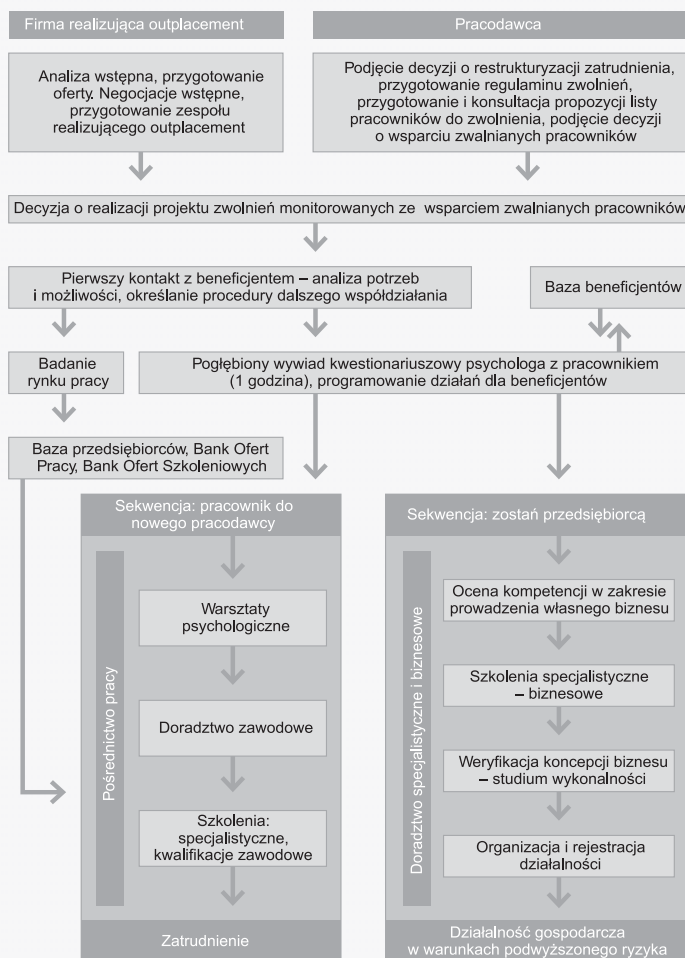 Firma realizująca outplacement
Pracodawca
Analiza wstępna, przygotowanie
oferty. Negocjacje wstępne,
przygotowanie zespołu
realizującego outplacement
Podjęcie decyzji o restrukturyzacji zatrudnienia,
przygotowanie regulaminu zwolnień,
przygotowanie i konsultacja propozycji listy
pracowników do zwolnienia, podjęcie decyzji
o wsparciu zwalnianych pracowników
Decyzja o realizacji projektu zwolnień monitorowanych ze wsparciem zwalnianych pracowników
Pierwszy kontakt z beneficjentem – analiza potrzeb
i możliwości, określanie procedury dalszego współdziałania
Baza beneficjentów
Badanie
rynku pracy
Pogłębiony wywiad kwestionariuszowy psychologa z pracownikiem
(1 godzina), programowanie działań dla beneficjentów
Baza przedsiębiorców, Bank Ofert
Pracy, Bank Ofert Szkoleniowych
Sekwencja: pracownik do
nowego pracodawcy
Pośrednictwo pracy
Warsztaty
psychologiczne
Doradztwo zawodowe
Szkolenia:
specjalistyczne,
kwalifikacje zawodowe
Zatrudnienie
Sekwencja: zostań przedsiębiorcą
Doradztwo specjalistyczne i biznesowe
Ocena kompetencji w zakresie
prowadzenia własnego biznesu
Szkolenia specjalistyczne
– biznesowe
Weryfikacja koncepcji biznesu
– studium wykonalności
Organizacja i rejestracja
działalności
Działalność gospodarcza
w warunkach podwyższonego ryzyka